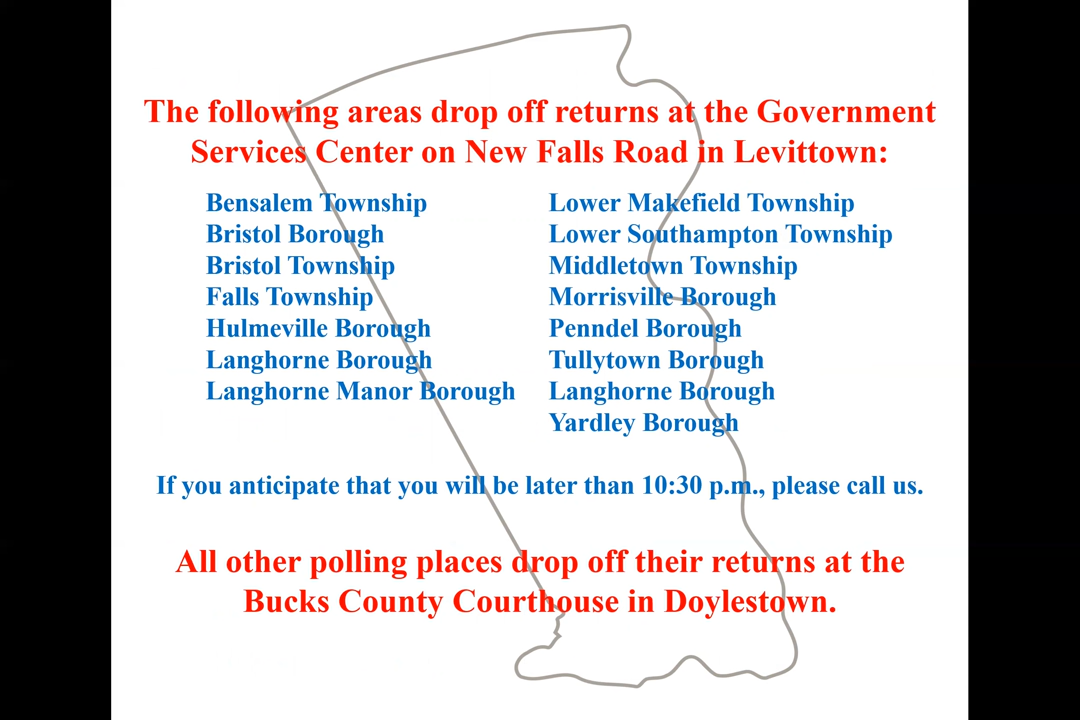 The following areas drop off returns at the Government
Services Center on New Falls Road in Levittown:
Bensalem Township
Bristol Borough
Bristol Township
Falls Township
Hulmeville Borough
Langhorne Borough
Langhorne Manor Borough
Lower Makefield Township
Lower Southampton Township
Middletown Township
Morrisville Borough
Penndel Borough
Tullytown Borough
Langhorne Borough
Yardley Borough
If you anticipate that you will be later than 10:30 p.m., please call us.
All other polling places drop off their returns at the
Bucks County Courthouse in Doylestown.